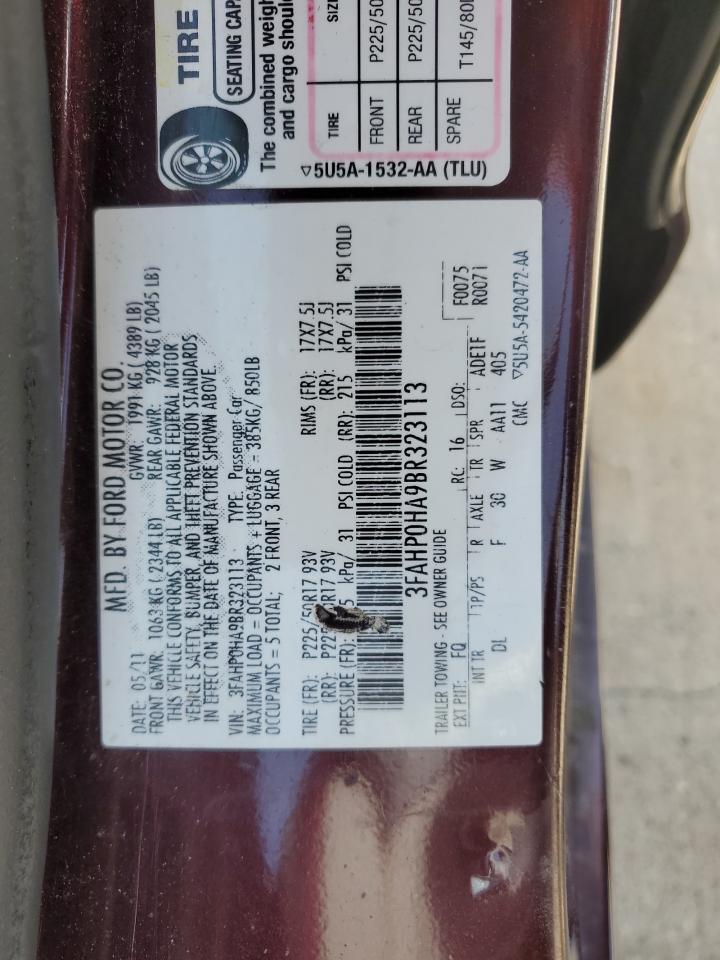 TIRE
SEATING CAP
The combined weigh
and cargo shoul
TIRE SIZ
FRONT P225/50
REAR P225/50
SPARE T145/80
▽5U5A-1532-AA (TLU)
MFD. BY FORD MOTOR CO.
DATE: 05/11 GVWR: 1991 KG ( 4389 LB)
FRONT GAWR: 1063 KG ( 2344 LB) REAR GAWR: 928 KG ( 2045 LB)
THIS VEHICLE CONFORMS TO ALL APPLICABLE FEDERAL MOTOR
VEHICLE SAFETY, BUMPER, AND THEFT PREVENTION STANDARDS
IN EFFECT ON THE DATE OF MANUFACTURE SHOWN ABOVE.
VIN: 3FAHP0HA9BR323113 TYPE: Passenger Car
MAXIMUM LOAD = OCCUPANTS + LUGGAGE = 385KG/ 850LB
OCCUPANTS = 5 TOTAL; 2 FRONT, 3 REAR
TIRE (FR): P225/50R17 93V RIMS (FR): 17X7.5J
(RR): P225 R17 93V (RR): 17X7.5J
PRESSURE (FR): 5 kPa/ 31 PSI COLD (RR): 215 kPa/ 31 PSI COLD
3FAHP0HA9BR323113
TRAILER TOWING - SEE OWNER GUIDE F0075
EXT PNT: FQ RC: 16 DSO: R0071
INT TR TP/PS R AXLE TR SPR ADE1F
DL F 30 W AA11 405
CMC ▽5U5A-5420472-AA